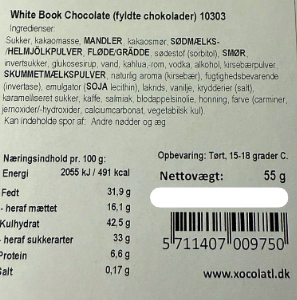 White Book Chocolate (fyldte chokolader) 10303
Ingredienser
Sukker, kakaomasse, MANDLER kakaosmør, SØDMÆLKS-
/HELMJÖLKPULVER, FLØDE/GRÄDDE, sødestof (sorbitol), SMØR,
invertsukker, glukosesirup, vand, kahlua,-rom, vodka, alkohol, kirsebærpulver,
SKUMMETMÆLKSPULVER, naturlig aroma (kirsebær), fugtighedsbevarende
(invertase), emulgator (SOJA lecithin), lakrids, vanilje, krydderier (salt),
karamelliseret sukker, kaffe, salmiak, blodappelsinolie, honning, farve (carminer,
jernoxider/-hydroxider, calciumcarbonat, vegetabilsk kul).
Kan indeholde spor af: Andre nødder og æg
Næringsindhold pr. 100 g:
Energi 2055 kJ / 491 kcal
Fedt 31,9 g
- heraf mættet 16,1 g
Kulhydrat 42,5 g
- heraf sukkerarter 33 g
Protein 6,6 g
Salt 0,17 g
Opbevaring: Tørt, 15-18 grader C.
Nettovægt: 55 g
5 711407 009750
www.xocolatl.dk